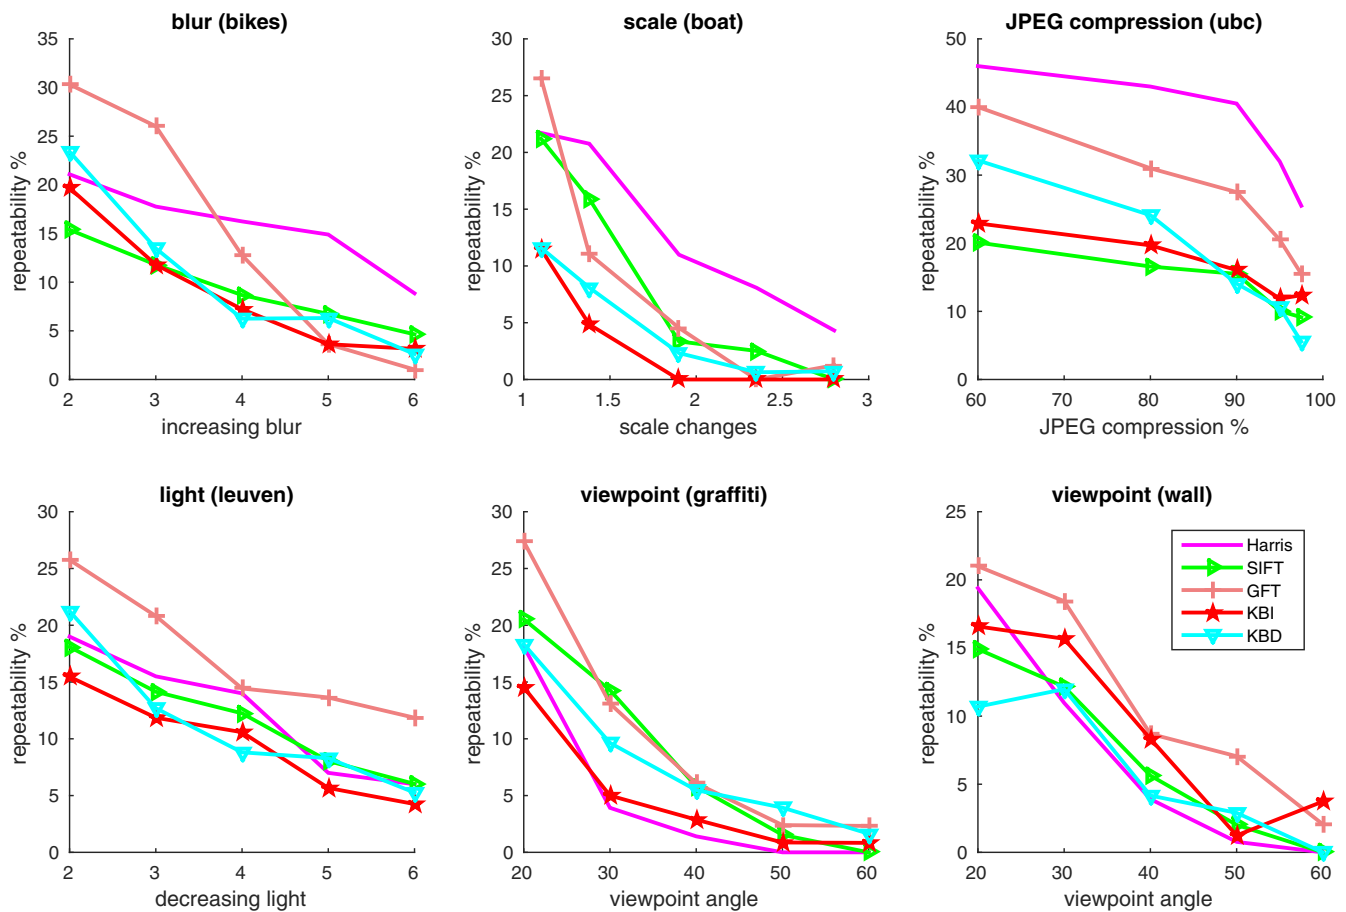 blur (bikes)
35
30
25
20
15
10
5
0
repeatability %
2 3 4 5 6
increasing blur
scale (boat)
30
25
20
15
10
5
0
repeatability %
1 1.5 2 2.5 3
scale changes
JPEG compression (ubc)
50
40
30
20
10
0
repeatability %
60 70 80 90 100
JPEG compression %
light (leuven)
30
25
20
15
10
5
0
repeatability %
2 3 4 5 6
decreasing light
viewpoint (graffiti)
30
25
20
15
10
5
0
repeatability %
20 30 40 50 60
viewpoint angle
viewpoint (wall)
25
20
15
10
5
0
repeatability %
20 30 40 50 60
viewpoint angle
Harris
SIFT
GFT
KBI
KBD